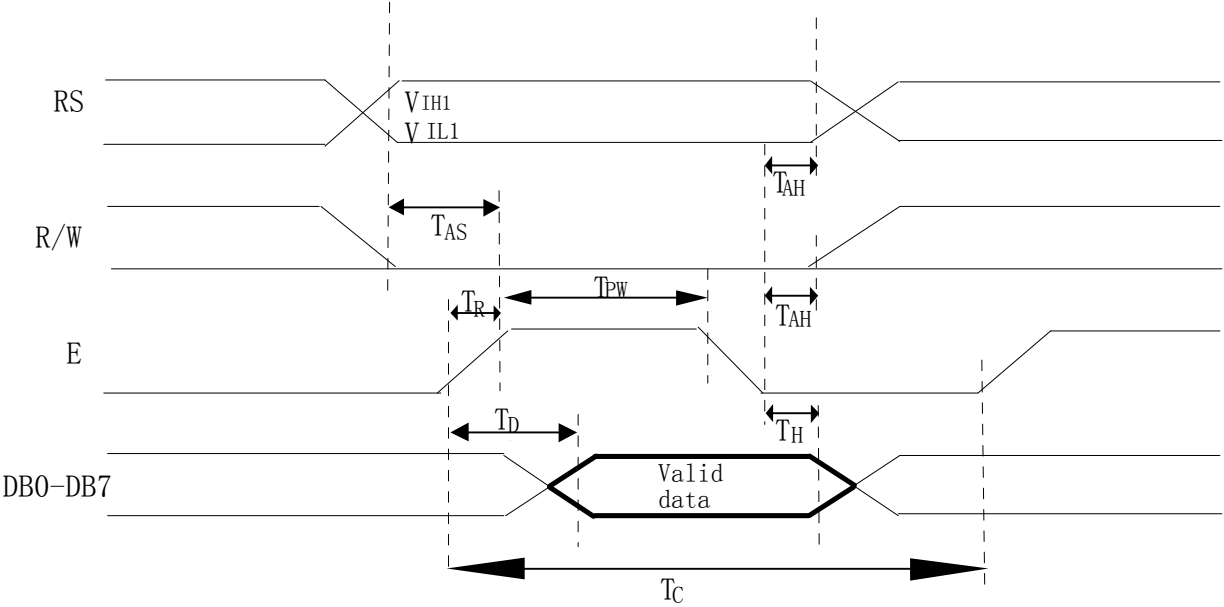 RS
VIH1
VIL1
TAH
TAS
R/W
TPW
TR
TAH
E
TD
TH
Valid
data
DB0-DB7
TC